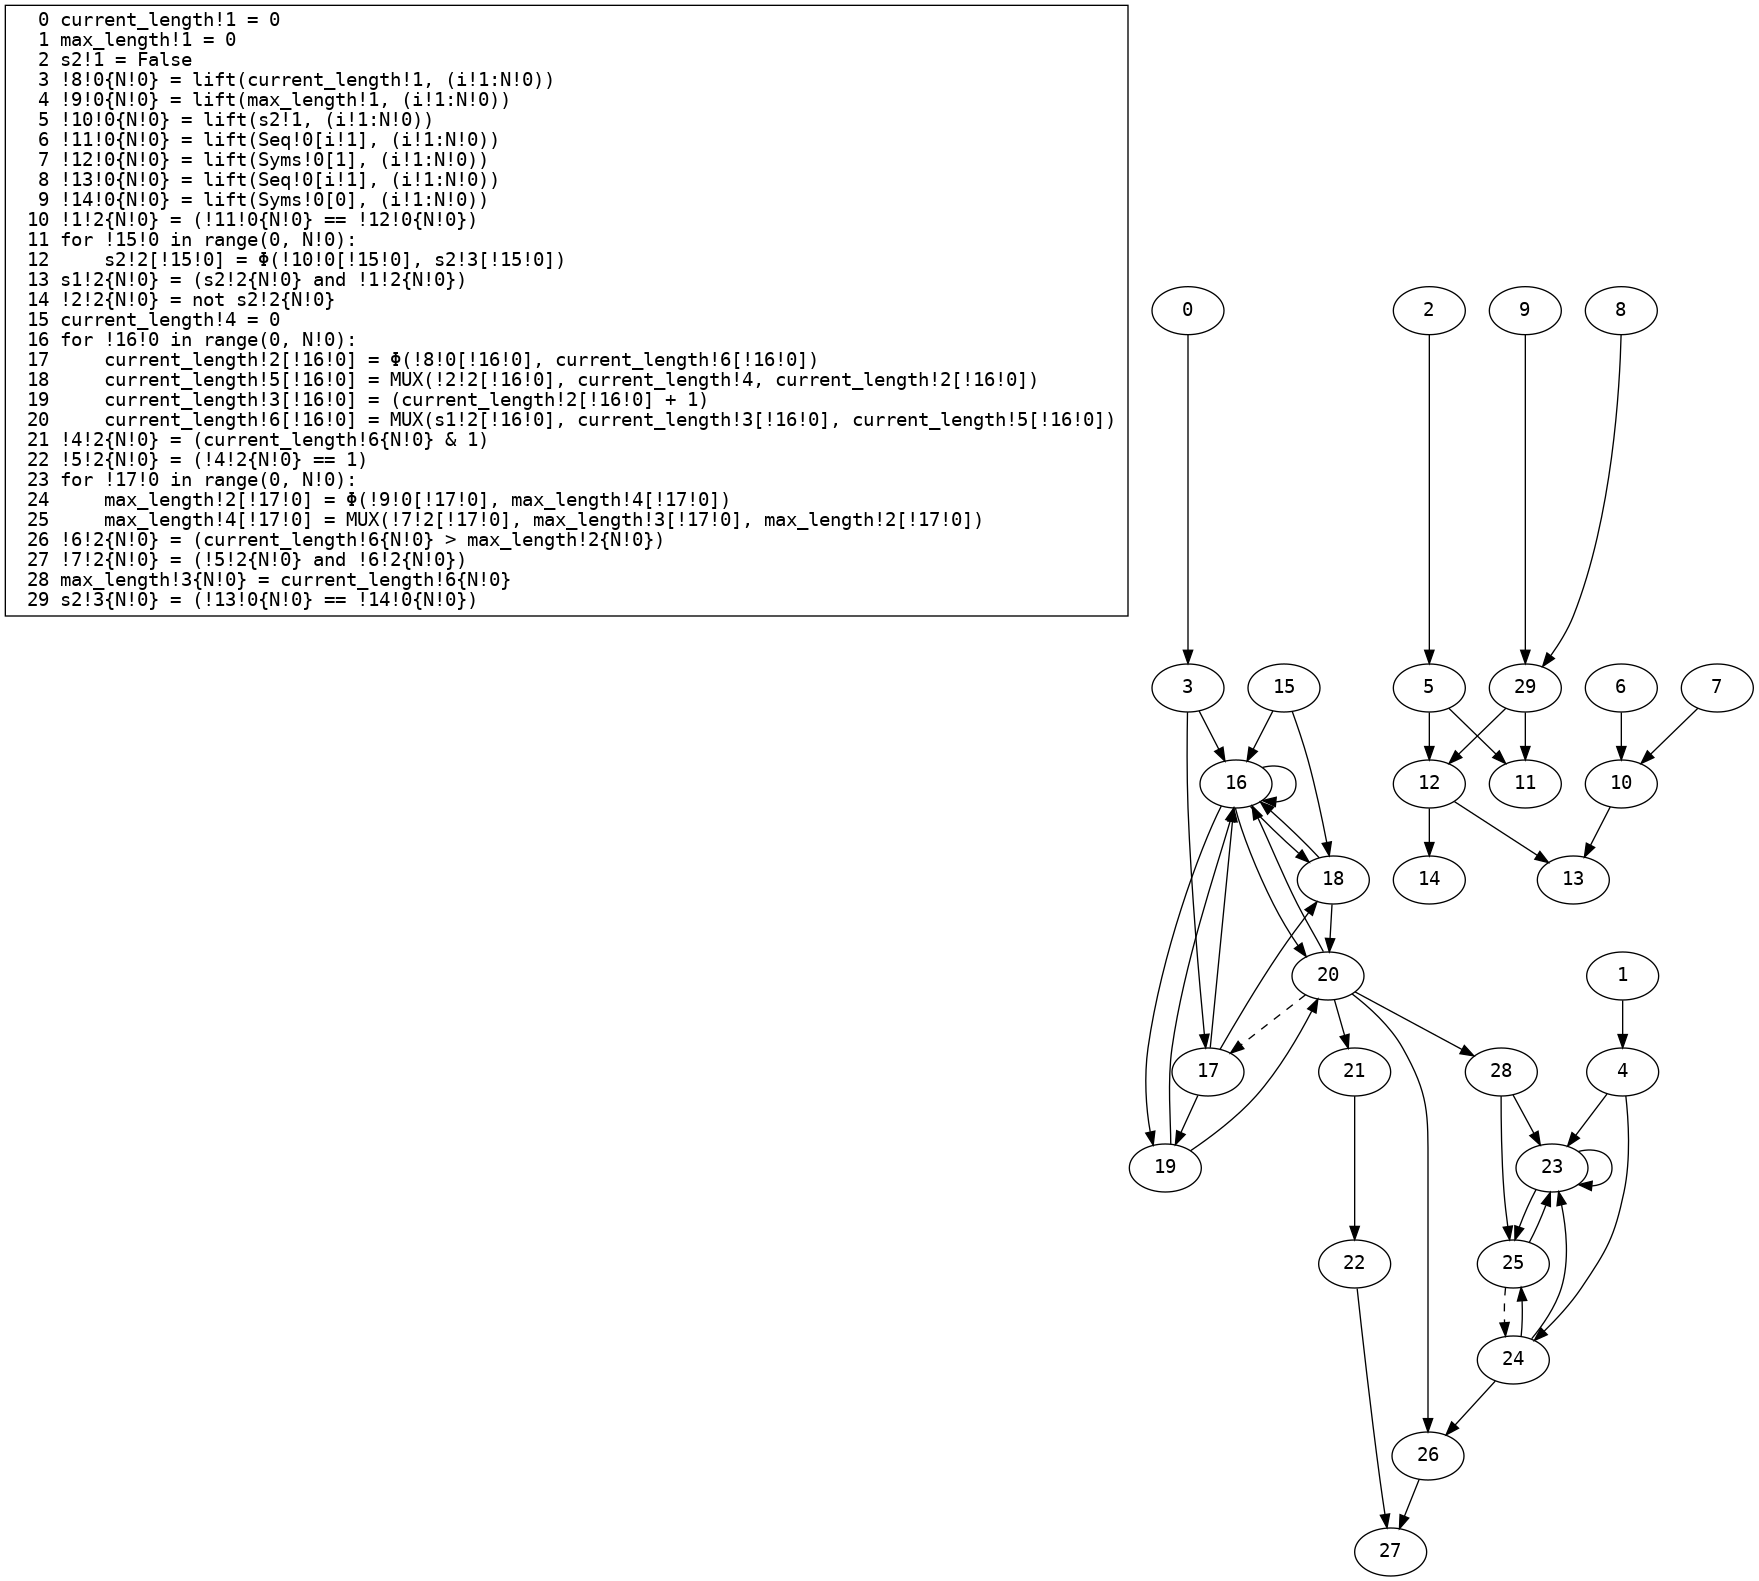 0 current_length!1 = 0
1 max_length!1 = 0
2 s2!1 = False
3 !8!0{N!0} = lift(current_length!1, (i!1:N!0))
4 !9!0{N!0} = lift(max_length!1, (i!1:N!0))
5 !10!0{N!0} = lift(s2!1, (i!1:N!0))
6 !11!0{N!0} = lift(Seq!0[i!1], (i!1:N!0))
7 !12!0{N!0} = lift(Syms!0[1], (i!1:N!0))
8 !13!0{N!0} = lift(Seq!0[i!1], (i!1:N!0))
9 !14!0{N!0} = lift(Syms!0[0], (i!1:N!0))
10 !1!2{N!0} = (!11!0{N!0} == !12!0{N!0})
11 for !15!0 in range(0, N!0):
12     s2!2[!15!0] = Φ(!10!0[!15!0], s2!3[!15!0])
13 s1!2{N!0} = (s2!2{N!0} and !1!2{N!0})
14 !2!2{N!0} = not s2!2{N!0}
15 current_length!4 = 0
16 for !16!0 in range(0, N!0):
17     current_length!2[!16!0] = Φ(!8!0[!16!0], current_length!6[!16!0])
18     current_length!5[!16!0] = MUX(!2!2[!16!0], current_length!4, current_length!2[!16!0])
19     current_length!3[!16!0] = (current_length!2[!16!0] + 1)
20     current_length!6[!16!0] = MUX(s1!2[!16!0], current_length!3[!16!0], current_length!5[!16!0])
21 !4!2{N!0} = (current_length!6{N!0} & 1)
22 !5!2{N!0} = (!4!2{N!0} == 1)
23 for !17!0 in range(0, N!0):
24     max_length!2[!17!0] = Φ(!9!0[!17!0], max_length!4[!17!0])
25     max_length!4[!17!0] = MUX(!7!2[!17!0], max_length!3[!17!0], max_length!2[!17!0])
26 !6!2{N!0} = (current_length!6{N!0} > max_length!2{N!0})
27 !7!2{N!0} = (!5!2{N!0} and !6!2{N!0})
28 max_length!3{N!0} = current_length!6{N!0}
29 s2!3{N!0} = (!13!0{N!0} == !14!0{N!0})
0 2 9 8
3 15 5 29 6 7
16 12 11 10
18 14 13
20 1
17 21 28 4
19 23
22 25
24
26
27